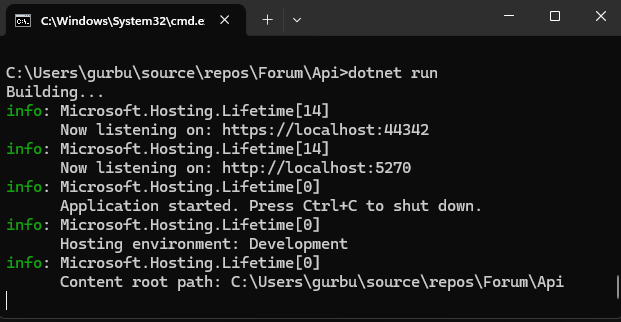 C:\Windows\System32\cmd.e
C:\Users\gurbu\source\repos\Forum\Api>dotnet run
Building...
info: Microsoft.Hosting.Lifetime[14]
Now listening on: https://localhost:44342
info: Microsoft.Hosting.Lifetime[14]
Now listening on: http://localhost:5270
info: Microsoft.Hosting.Lifetime[0]
Application started. Press Ctrl+C to shut down.
info: Microsoft.Hosting.Lifetime[0]
Hosting environment: Development
info: Microsoft.Hosting.Lifetime[0]
Content root path: C:\Users\gurbu\source\repos\Forum\Api